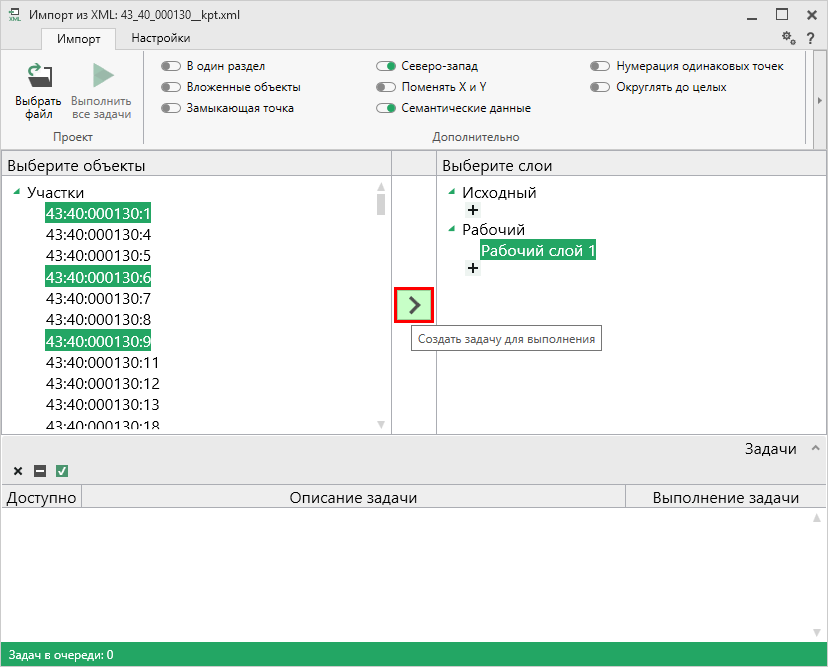 XML Импорт из XML: 43_40_000130__kpt.xml
Импорт Настройки
?
Выбрать файл
Выполнить все задачи
Проект
В один раздел
Вложенные объекты
Замыкающая точка
Северо-запад
Поменять X и Y
Семантические данные
Нумерация одинаковых точек
Округлять до целых
Дополнительно
Выберите объекты
Участки
43:40:000130:1
43:40:000130:4
43:40:000130:5
43:40:000130:6
43:40:000130:7
43:40:000130:8
43:40:000130:9
43:40:000130:11
43:40:000130:12
43:40:000130:13
43:40:000130:18
Выберите слои
Исходный
+
Рабочий
Рабочий слой 1
+
Создать задачу для выполнения
Задачи
Доступно Описание задачи Выполнение задачи
Задач в очереди: 0